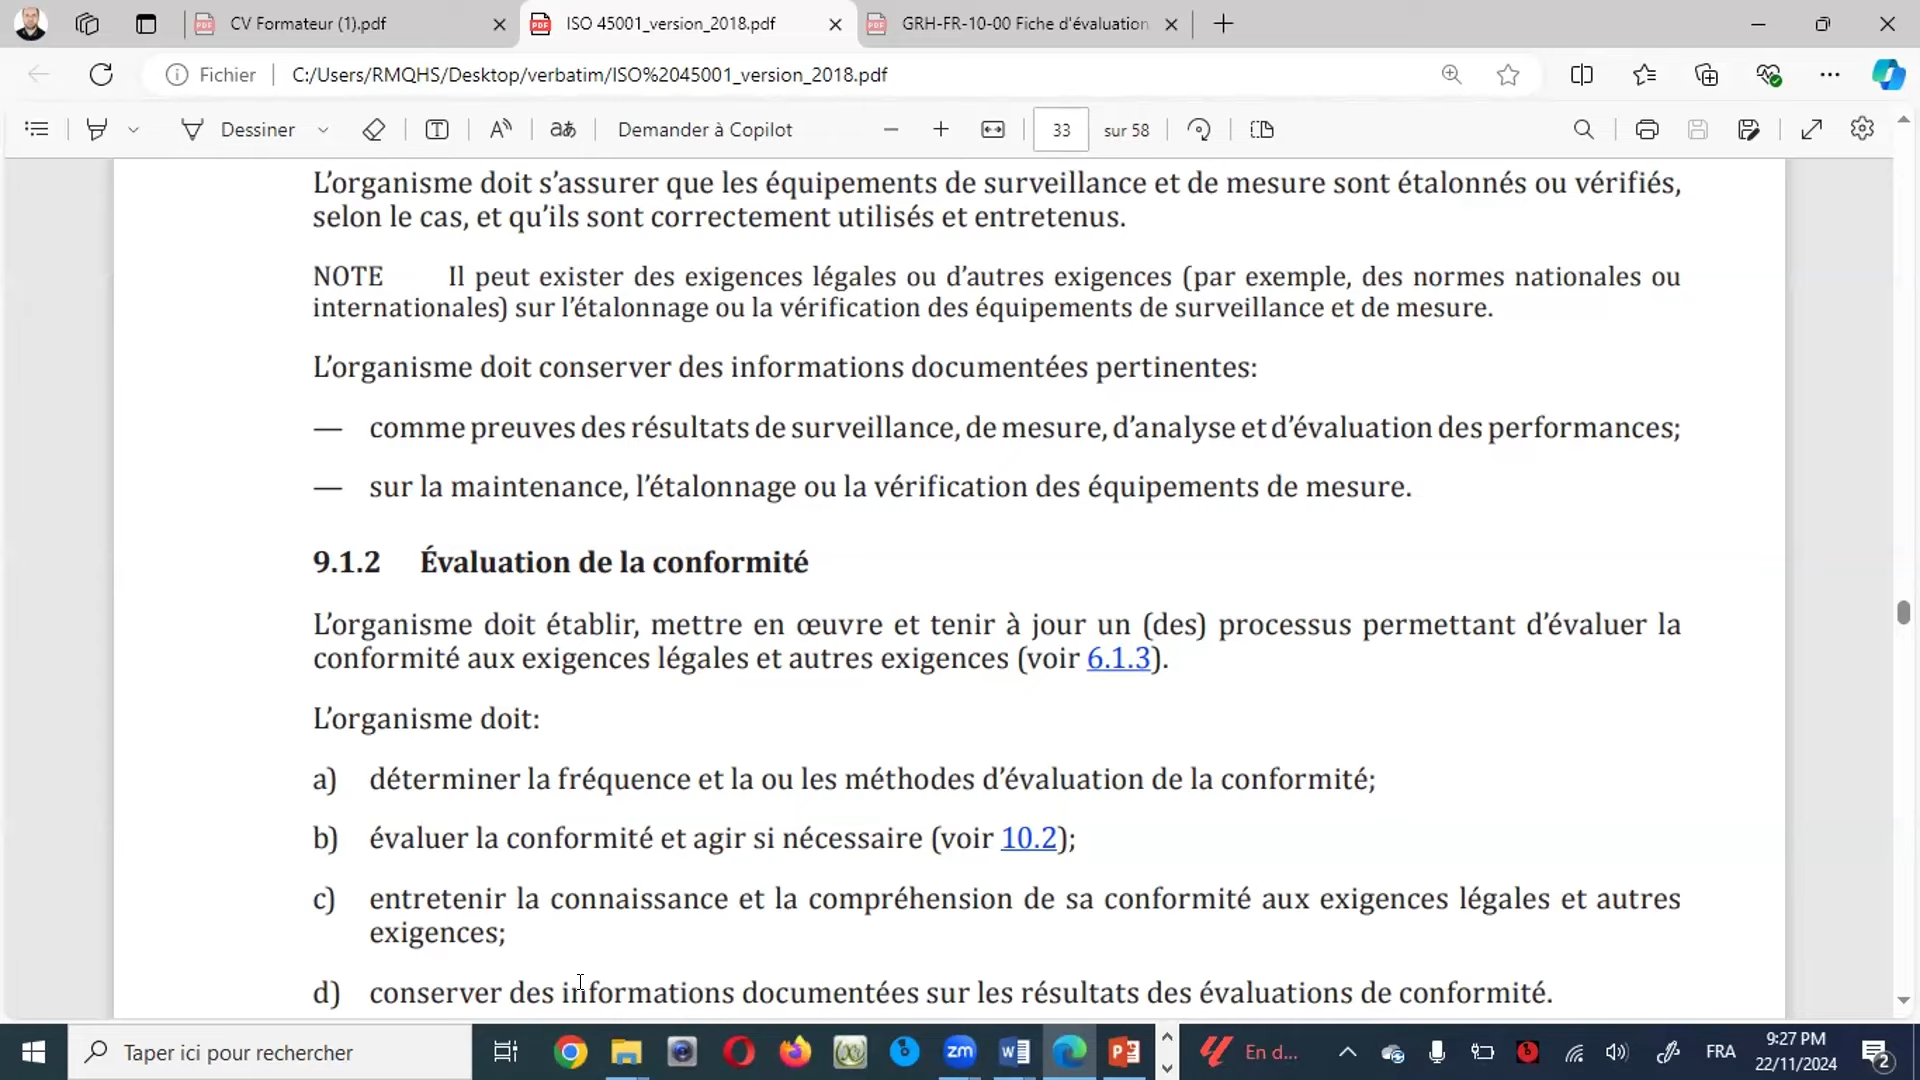 CV Formateur (1).pdf
ISO 45001_version_2018.pdf
GRH-FR-10-00 Fiche d'évaluation
Fichier
C:/Users/RMQHS/Desktop/verbatim/ISO%2045001_version_2018.pdf
Dessiner
Demander à Copilot
33 sur 58
L’organisme doit s’assurer que les équipements de surveillance et de mesure sont étalonnés ou vérifiés,
selon le cas, et qu’ils sont correctement utilisés et entretenus.
NOTE Il peut exister des exigences légales ou d’autres exigences (par exemple, des normes nationales ou
internationales) sur l’étalonnage ou la vérification des équipements de surveillance et de mesure.
L’organisme doit conserver des informations documentées pertinentes:
— comme preuves des résultats de surveillance, de mesure, d’analyse et d’évaluation des performances;
— sur la maintenance, l’étalonnage ou la vérification des équipements de mesure.
9.1.2 Évaluation de la conformité
L’organisme doit établir, mettre en œuvre et tenir à jour un (des) processus permettant d’évaluer la
conformité aux exigences légales et autres exigences (voir 6.1.3).
L’organisme doit:
a) déterminer la fréquence et la ou les méthodes d’évaluation de la conformité;
b) évaluer la conformité et agir si nécessaire (voir 10.2);
c) entretenir la connaissance et la compréhension de sa conformité aux exigences légales et autres
exigences;
d) conserver des informations documentées sur les résultats des évaluations de conformité.
Taper ici pour rechercher
zm
En d...
FRA
9:27 PM
22/11/2024
2